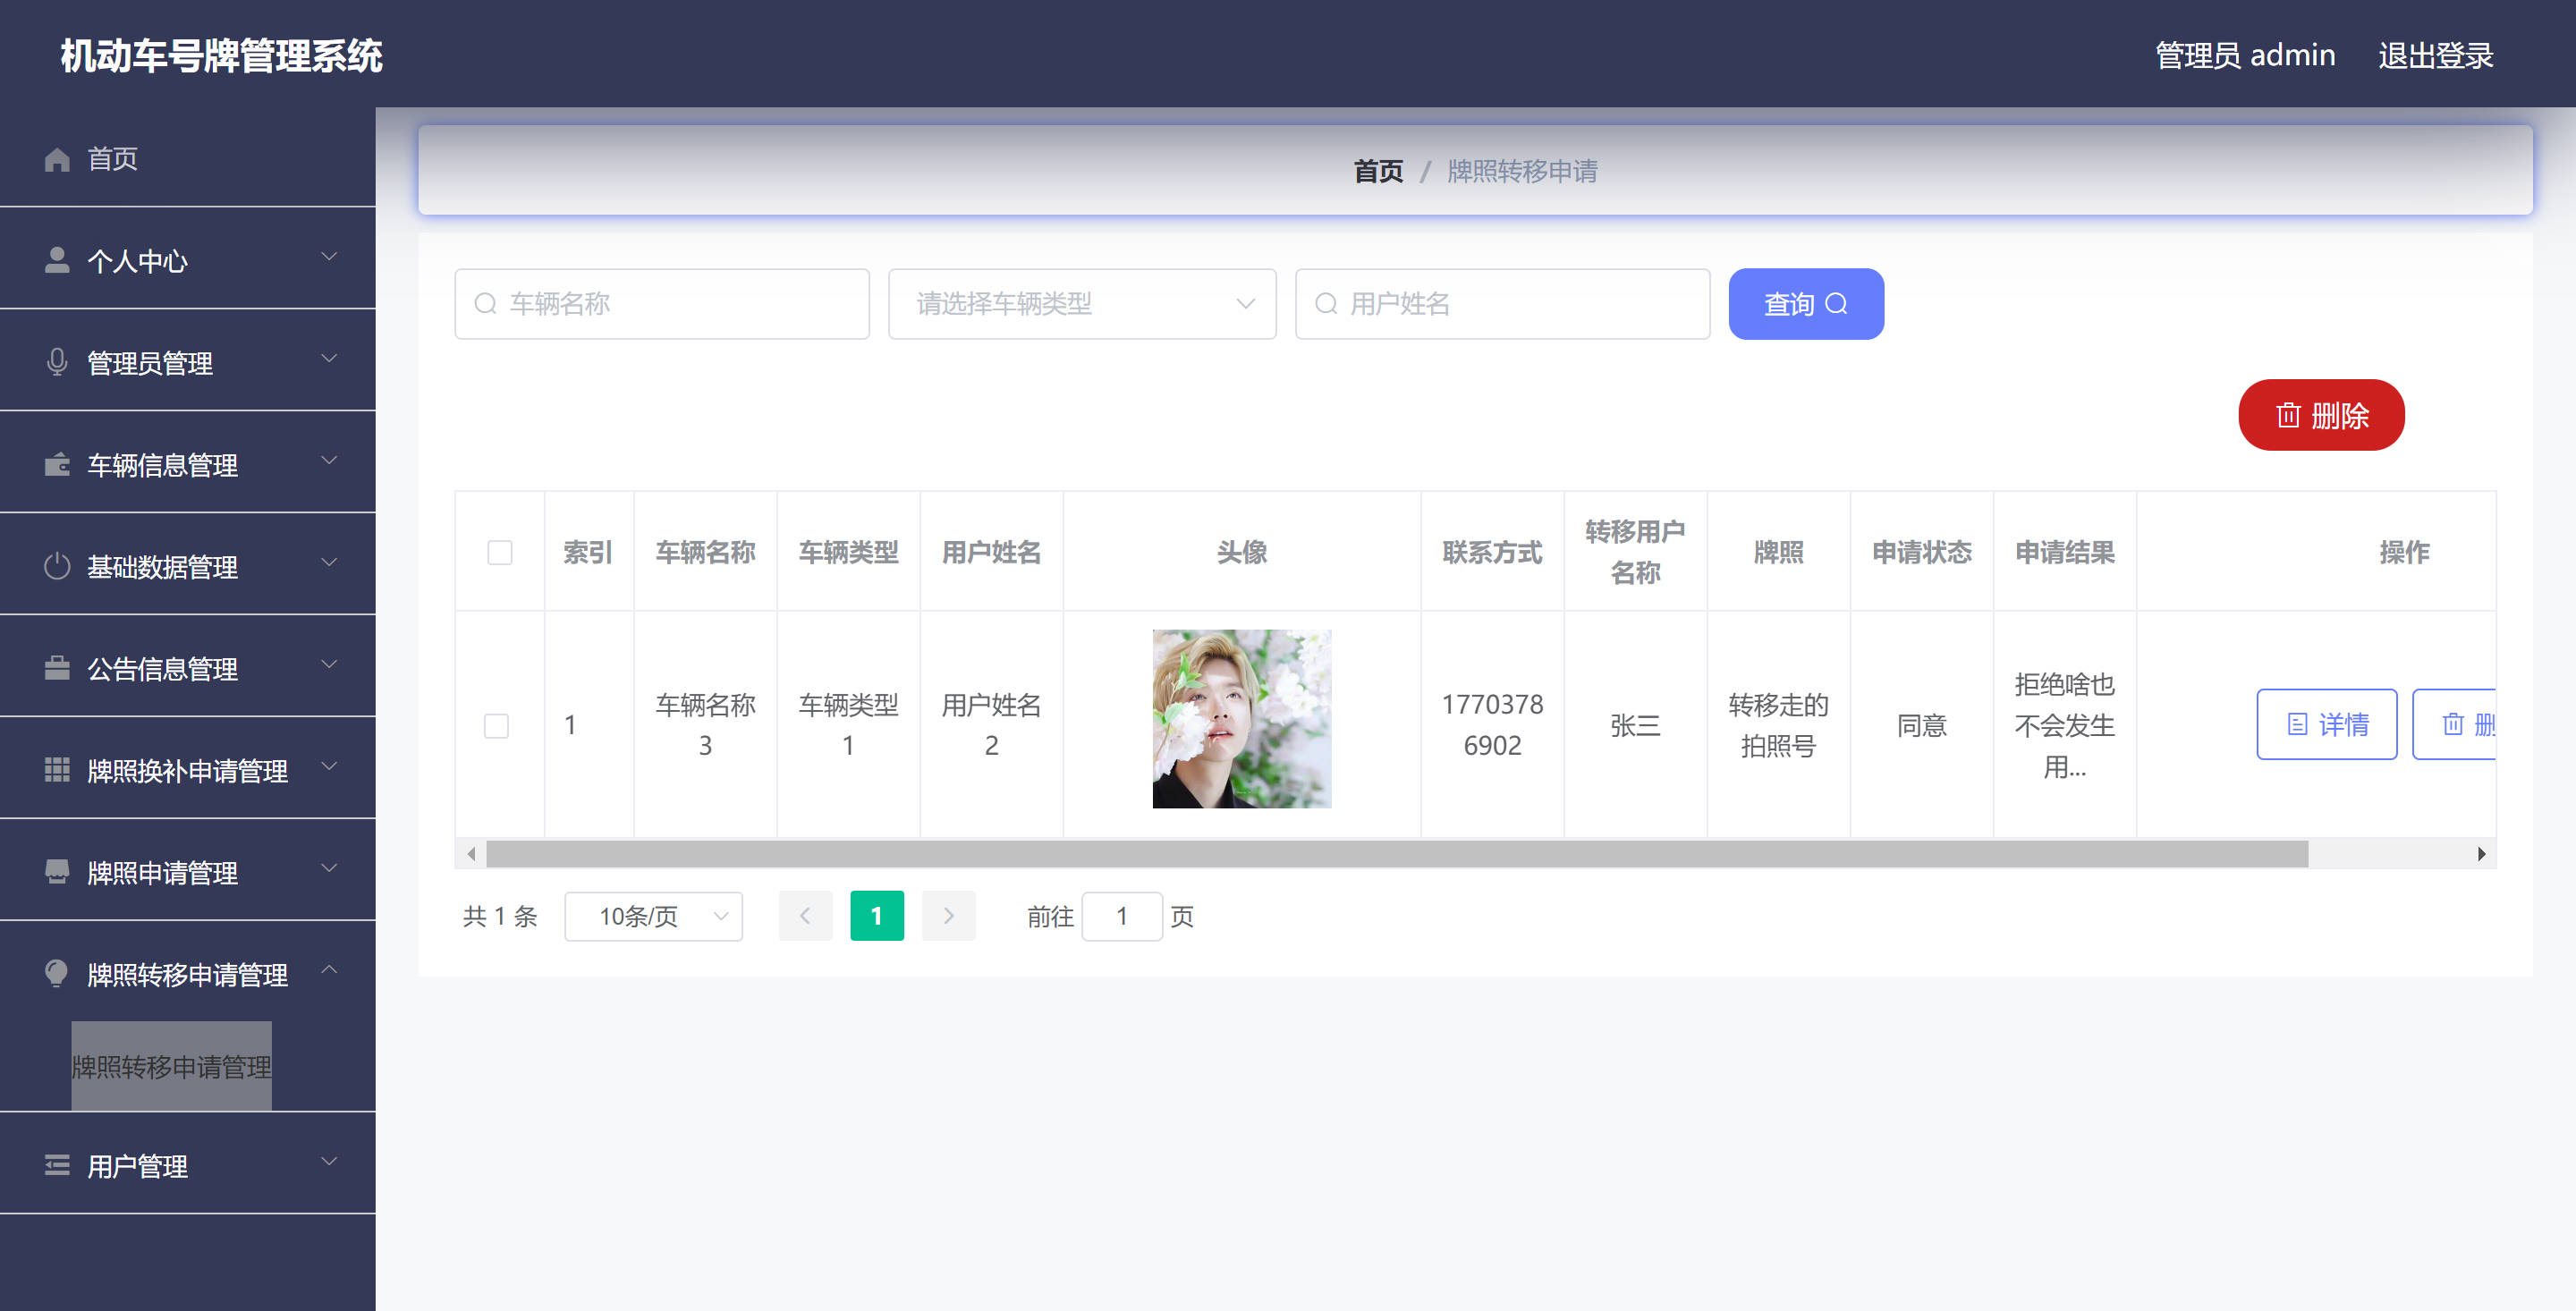 机动车号牌管理系统
管理员 admin
退出登录
首页
个人中心
管理员管理
车辆信息管理
基础数据管理
公告信息管理
牌照换补申请管理
牌照申请管理
牌照转移申请管理
牌照转移申请管理
用户管理
首页 / 牌照转移申请
车辆名称
请选择车辆类型
用户姓名
查询
删除
索引
车辆名称
车辆类型
用户姓名
头像
联系方式
转移用户
名称
牌照
申请状态
申请结果
操作
1
车辆名称
3
车辆类型
1
用户姓名
2
1770378
6902
张三
转移走的
拍照号
同意
拒绝啥也
不会发生
用...
详情
删
共 1 条
10条/页
1
前往
1
页